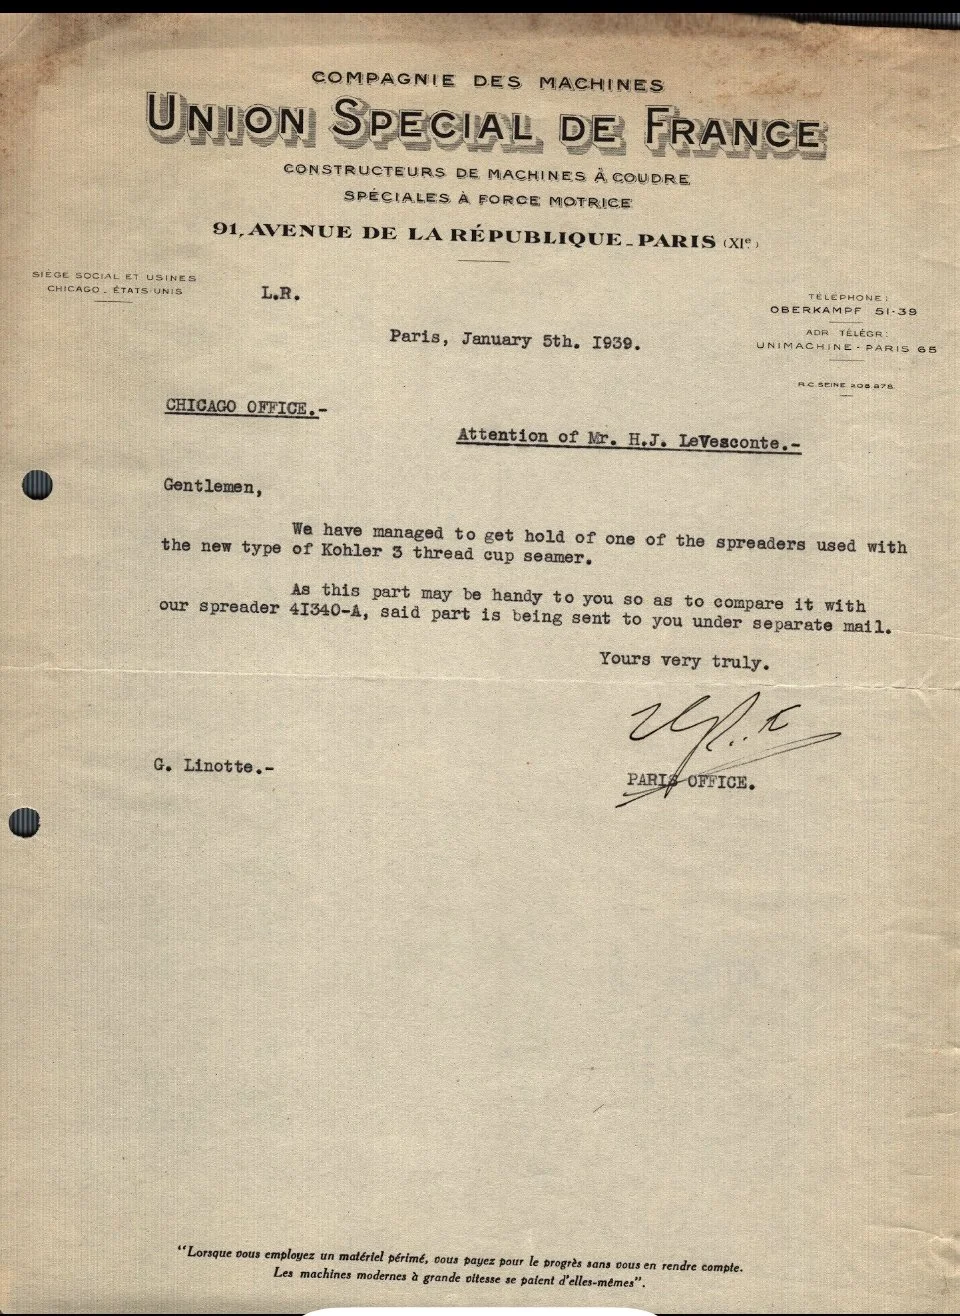 COMPAGNIE DES MACHINES
UNION SPECIAL DE FRANCE
CONSTRUCTEURS DE MACHINES À COUDRE
SPÉCIALES À FORCE MOTRICE
91, AVENUE DE LA RÉPUBLIQUE - PARIS (XIe)
SIÈGE SOCIAL ET USINES
CHICAGO - ÉTATS-UNIS
L.R.
TÉLÉPHONE:
OBERKAMPF 51-39
ADR TÉLÉGR:
UNIMACHINE - PARIS 65
R.C. SEINE 208.878
Paris, January 5th. I939.
CHICAGO OFFICE.-
Attention of Mr. H.J. LeVesconte.-
Gentlemen,
We have managed to get hold of one of the spreaders used with
the new type of Kohler 3 thread cup seamer.
As this part may be handy to you so as to compare it with
our spreader 4I340-A, said part is being sent to you under separate mail.
Yours very truly.
G. Linotte.-
PARIS OFFICE.
"Lorsque vous employez un matériel périmé, vous payez pour le progrès sans vous en rendre compte.
Les machines modernes à grande vitesse se paient d'elles-mêmes".